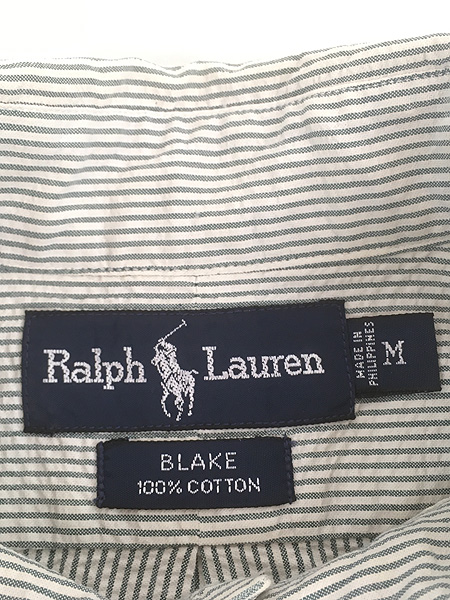 Ralph Lauren
MADE IN
PHILIPPINES
M
BLAKE
100% COTTON